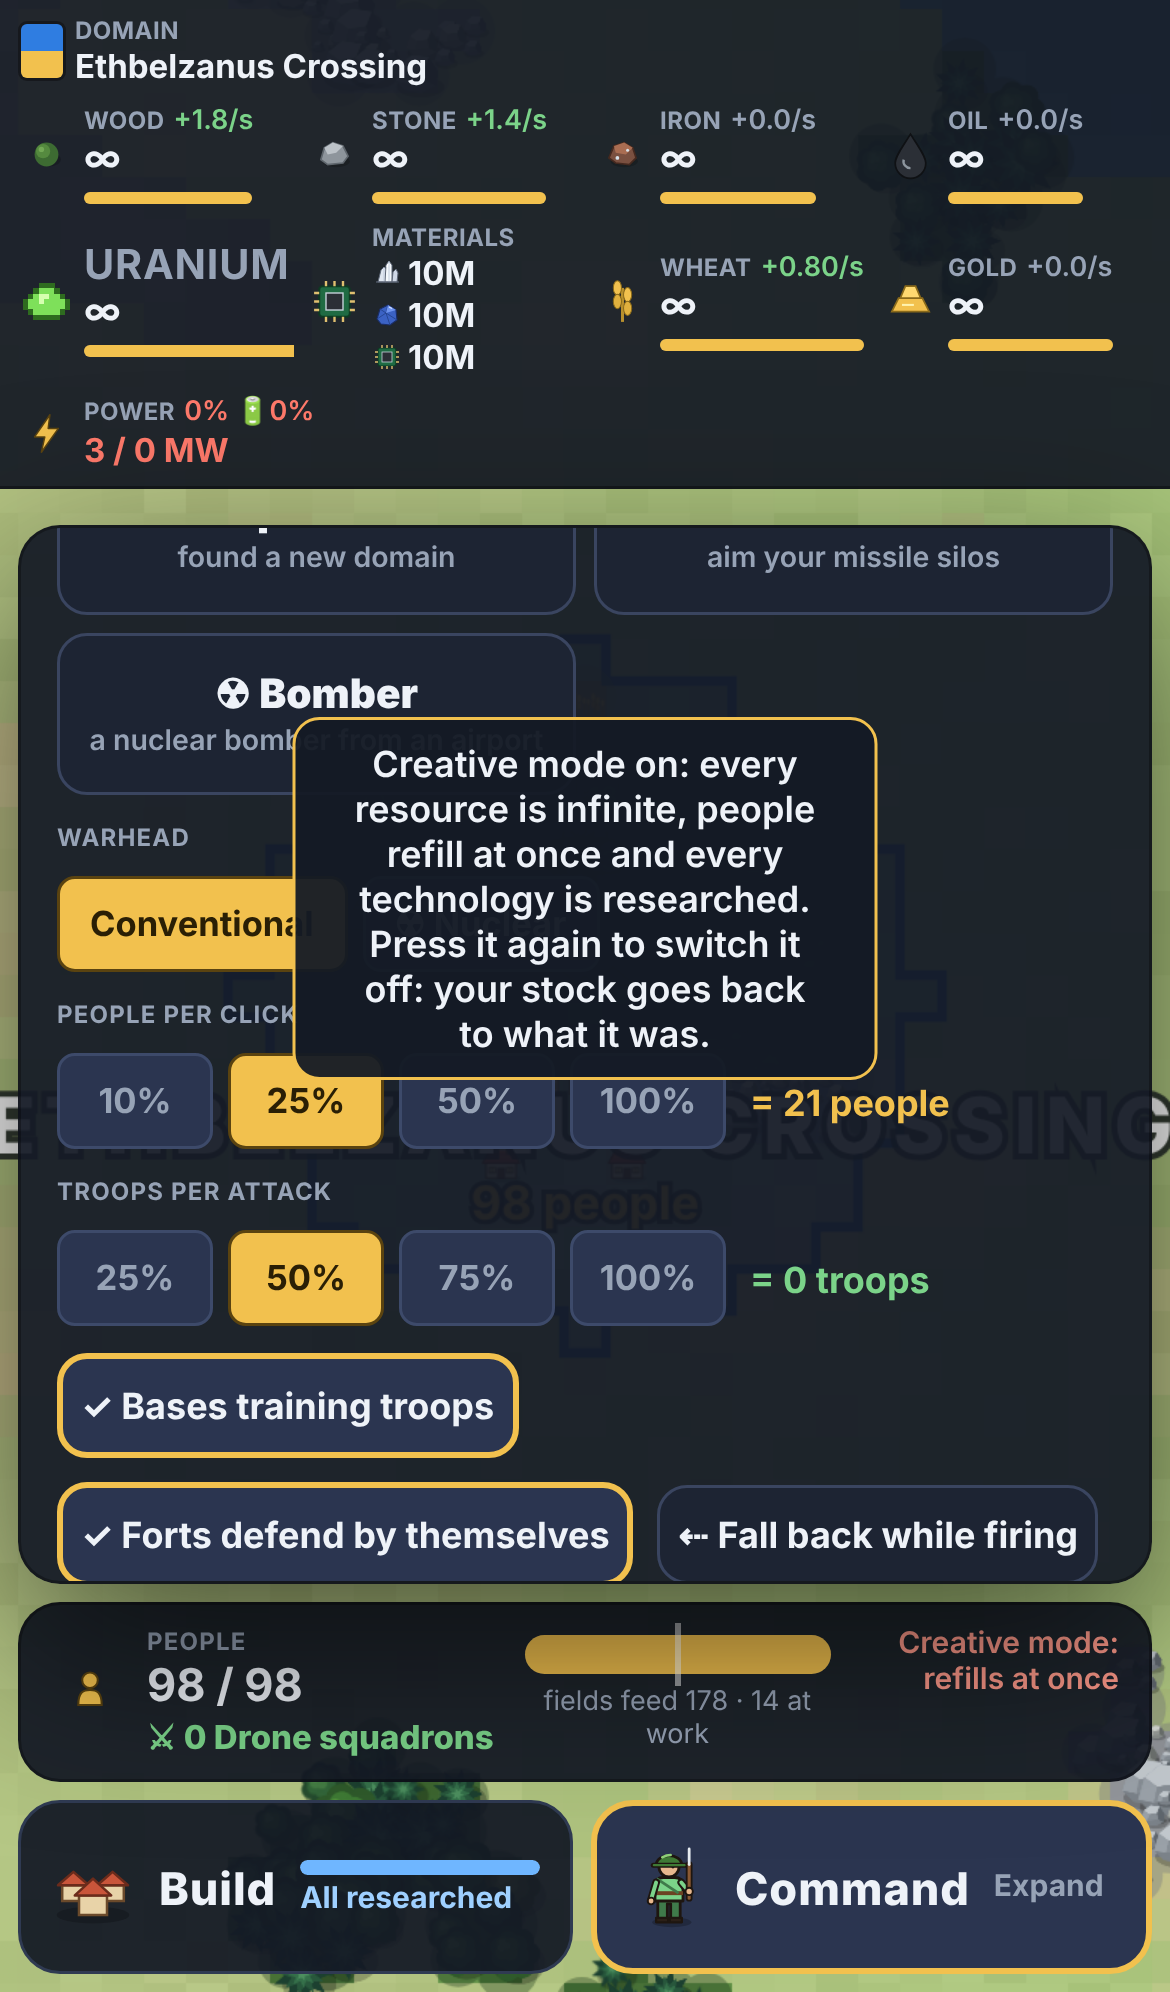 DOMAIN
Ethbelzanus Crossing
WOOD +1.8/s
∞
STONE +1.4/s
∞
IRON +0.0/s
∞
OIL +0.0/s
∞
URANIUM
∞
MATERIALS
10M
10M
10M
WHEAT +0.80/s
∞
GOLD +0.0/s
∞
POWER 0% 🔋0%
3 / 0 MW
found a new domain
aim your missile silos
☢ Bomber
a nuclear bomber from an airport
Creative mode on: every
resource is infinite, people
refill at once and every
technology is researched.
Press it again to switch it
off: your stock goes back
to what it was.
WARHEAD
Conventional
PEOPLE PER CLICK
10%
25%
50%
100%
= 21 people
ETHBELZANUS CROSSING
98 people
TROOPS PER ATTACK
25%
50%
75%
100%
= 0 troops
✓ Bases training troops
✓ Forts defend by themselves
⇠ Fall back while firing
PEOPLE
98 / 98
⚔ 0 Drone squadrons
fields feed 178 · 14 at
work
Creative mode:
refills at once
Build
All researched
Command
Expand